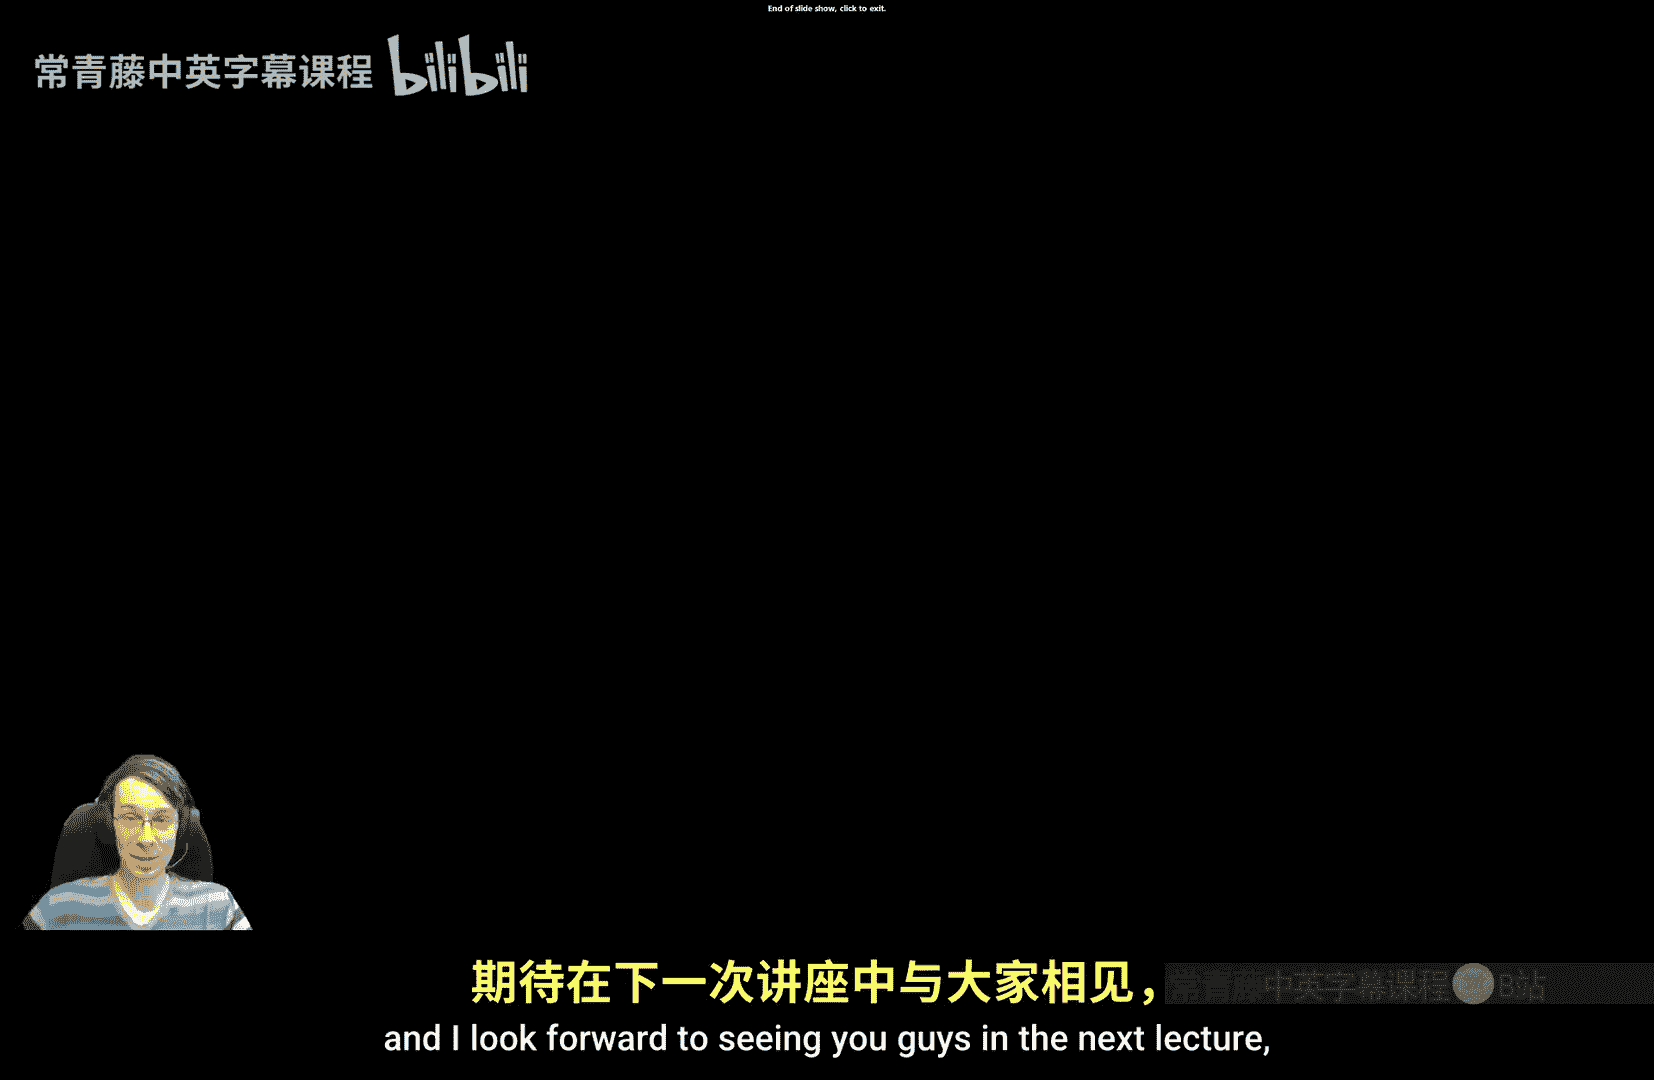 End of slide show, click to exit.
常青藤中英字幕课程 bilibili
期待在下一次讲座中与大家相见，
常青藤中英字幕课程 B站
and I look forward to seeing you guys in the next lecture,